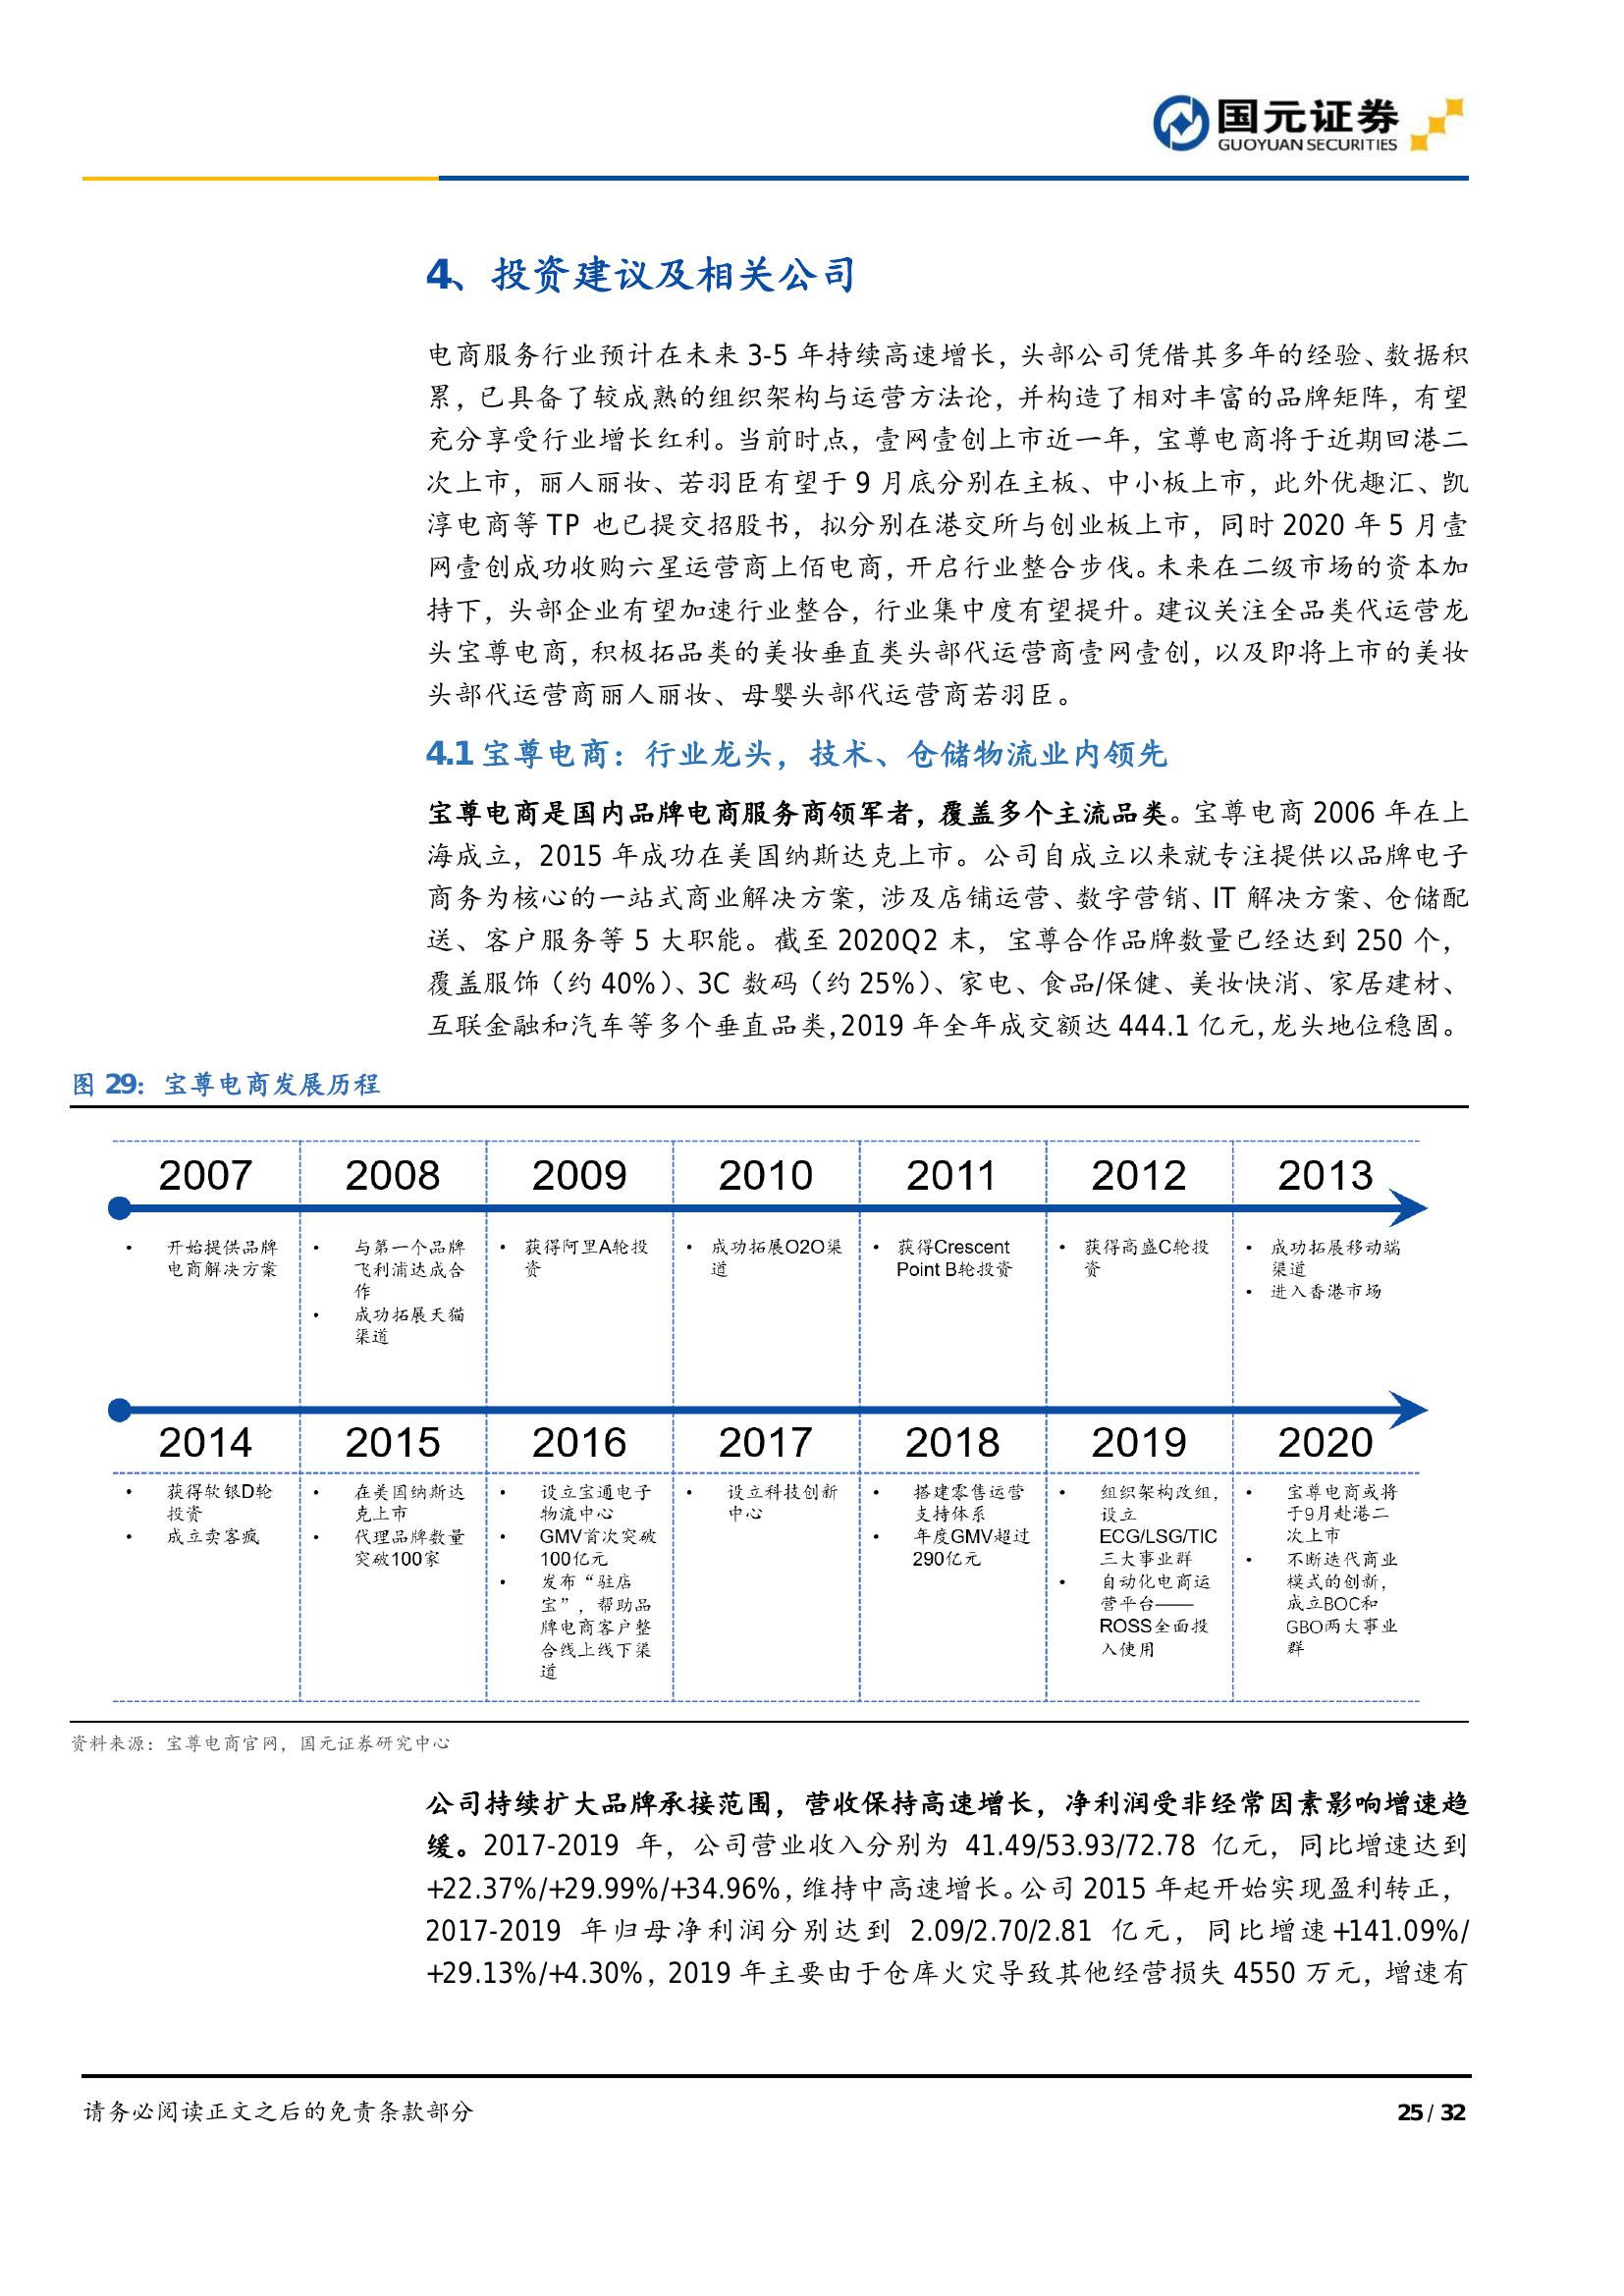 国元证券
GUOYUAN SECURITIES
4、投资建议及相关公司
电商服务行业预计在未来 3-5 年持续高速增长，头部公司凭借其多年的经验、数据积
累，已具备了较成熟的组织架构与运营方法论，并构造了相对丰富的品牌矩阵，有望
充分享受行业增长红利。当前时点，壹网壹创上市近一年，宝尊电商将于近期回港二
次上市，丽人丽妆、若羽臣有望于 9 月底分别在主板、中小板上市，此外优趣汇、凯
淳电商等 TP 也已提交招股书，拟分别在港交所与创业板上市，同时 2020 年 5 月壹
网壹创成功收购六星运营商上佰电商，开启行业整合步伐。未来在二级市场的资本加
持下，头部企业有望加速行业整合，行业集中度有望提升。建议关注全品类代运营龙
头宝尊电商，积极拓品类的美妆垂直类头部代运营商壹网壹创，以及即将上市的美妆
头部代运营商丽人丽妆、母婴头部代运营商若羽臣。
4.1 宝尊电商：行业龙头，技术、仓储物流业内领先
宝尊电商是国内品牌电商服务商领军者，覆盖多个主流品类。宝尊电商 2006 年在上
海成立，2015 年成功在美国纳斯达克上市。公司自成立以来就专注提供以品牌电子
商务为核心的一站式商业解决方案，涉及店铺运营、数字营销、IT 解决方案、仓储配
送、客户服务等 5 大职能。截至 2020Q2 末，宝尊合作品牌数量已经达到 250 个，
覆盖服饰（约 40%）、3C 数码（约 25%）、家电、食品/保健、美妆快消、家居建材、
互联金融和汽车等多个垂直品类，2019 年全年成交额达 444.1 亿元，龙头地位稳固。
图 29：宝尊电商发展历程
2007
• 开始提供品牌
电商解决方案
2008
• 与第一个品牌
飞利浦达成合
作
• 成功拓展天猫
渠道
2009
• 获得阿里A轮投
资
2010
• 成功拓展O2O渠
道
2011
• 获得Crescent
Point B轮投资
2012
• 获得高盛C轮投
资
2013
• 成功拓展移动端
渠道
• 进入香港市场
2014
• 获得软银D轮
投资
• 成立卖客疯
2015
• 在美国纳斯达
克上市
• 代理品牌数量
突破100家
2016
• 设立宝通电子
物流中心
• GMV首次突破
100亿元
• 发布“驻店
宝”，帮助品
牌电商客户整
合线上线下渠
道
2017
• 设立科技创新
中心
2018
• 搭建零售运营
支持体系
• 年度GMV超过
290亿元
2019
• 组织架构改组，
设立
ECG/LSG/TIC
三大事业群
• 自动化电商运
营平台——
ROSS全面投
入使用
2020
• 宝尊电商或将
于9月赴港二
次上市
• 不断迭代商业
模式的创新，
成立BOC和
GBO两大事业
群
资料来源：宝尊电商官网，国元证券研究中心
公司持续扩大品牌承接范围，营收保持高速增长，净利润受非经常因素影响增速趋
缓。2017-2019 年，公司营业收入分别为 41.49/53.93/72.78 亿元，同比增速达到
+22.37%/+29.99%/+34.96%，维持中高速增长。公司 2015 年起开始实现盈利转正，
2017-2019 年归母净利润分别达到 2.09/2.70/2.81 亿元，同比增速+141.09%/
+29.13%/+4.30%，2019 年主要由于仓库火灾导致其他经营损失 4550 万元，增速有
请务必阅读正文之后的免责条款部分
25 / 32